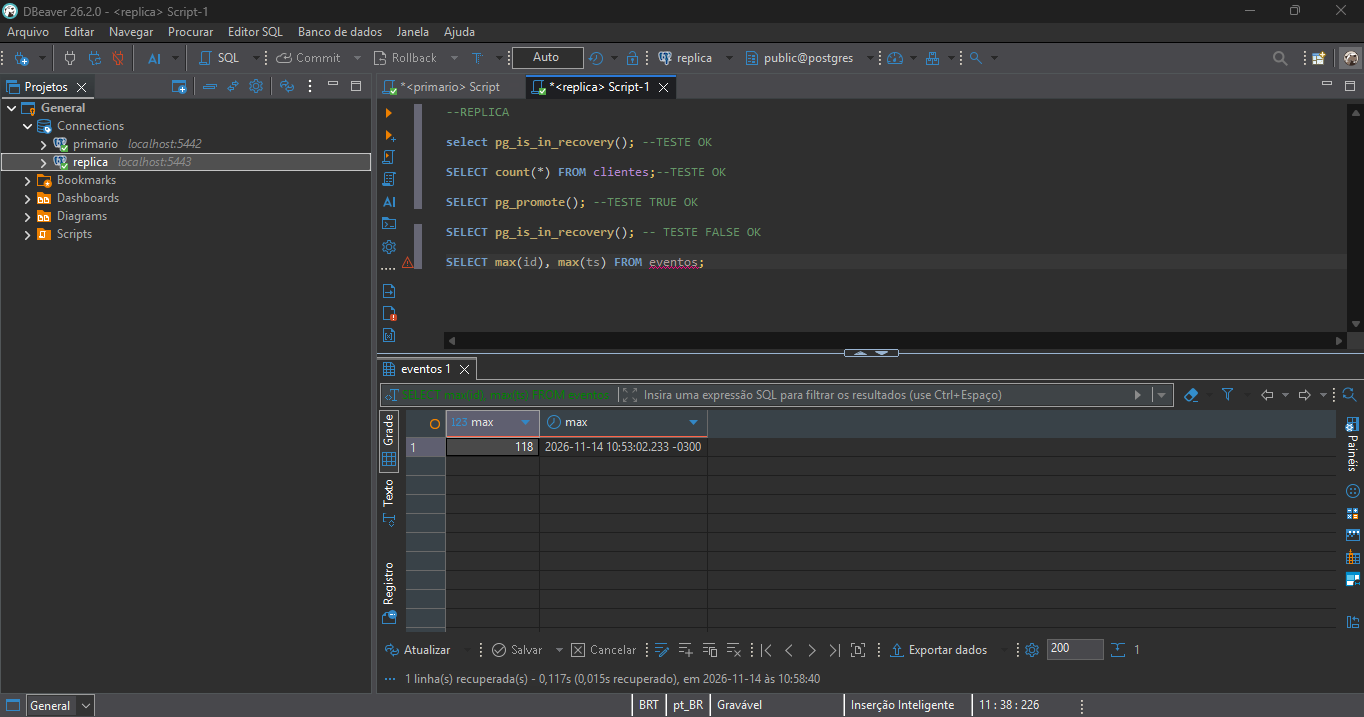 DBeaver 26.2.0 - <replica> Script-1
Arquivo Editar Navegar Procurar Editor SQL Banco de dados Janela Ajuda
AI SQL Commit Rollback T Auto replica public@postgres
Projetos
General
Connections
primario localhost:5442
replica localhost:5443
Bookmarks
Dashboards
Diagrams
Scripts
*<primario> Script
*<replica> Script-1
AI
--REPLICA
select pg_is_in_recovery(); --TESTE OK
SELECT count(*) FROM clientes;--TESTE OK
SELECT pg_promote(); --TESTE TRUE OK
SELECT pg_is_in_recovery(); -- TESTE FALSE OK
SELECT max(id), max(ts) FROM eventos;
eventos 1
SELECT max(id), max(ts) FROM eventos
Insira uma expressão SQL para filtrar os resultados (use Ctrl+Espaço)
Grade
Texto
Registro
123 max
max
1 118 2026-11-14 10:53:02.233 -0300
Painéis
Atualizar Salvar Cancelar Exportar dados 200 1
1 linha(s) recuperada(s) - 0,117s (0,015s recuperado), em 2026-11-14 às 10:58:40
General BRT pt_BR Gravável Inserção Inteligente 11 : 38 : 226